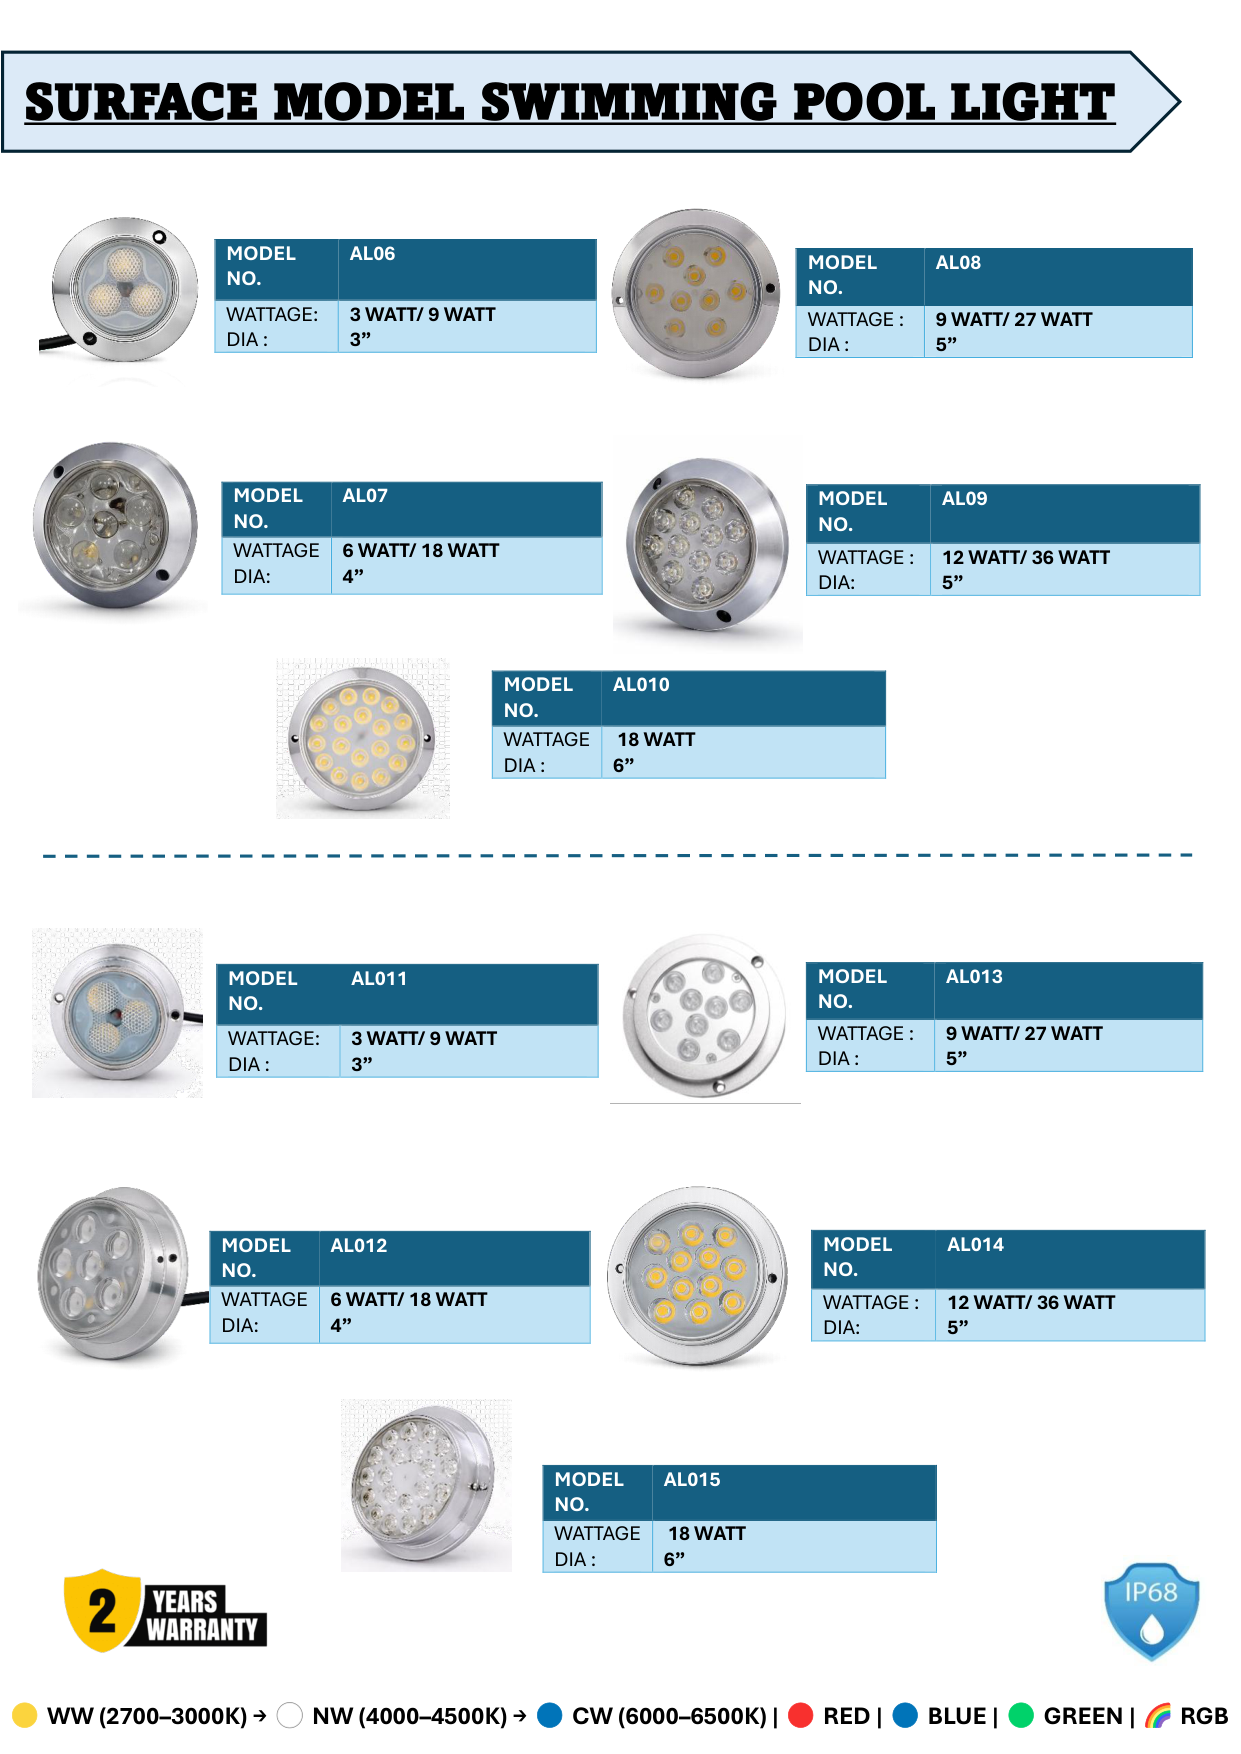 SURFACE MODEL SWIMMING POOL LIGHT
MODEL NO. AL06
WATTAGE: 3 WATT/ 9 WATT
DIA : 3”
MODEL NO. AL08
WATTAGE : 9 WATT/ 27 WATT
DIA : 5”
MODEL NO. AL07
WATTAGE 6 WATT/ 18 WATT
DIA: 4”
MODEL NO. AL09
WATTAGE : 12 WATT/ 36 WATT
DIA: 5”
MODEL NO. AL010
WATTAGE 18 WATT
DIA : 6”
MODEL NO. AL011
WATTAGE: 3 WATT/ 9 WATT
DIA : 3”
MODEL NO. AL013
WATTAGE : 9 WATT/ 27 WATT
DIA : 5”
MODEL NO. AL012
WATTAGE 6 WATT/ 18 WATT
DIA: 4”
MODEL NO. AL014
WATTAGE : 12 WATT/ 36 WATT
DIA: 5”
MODEL NO. AL015
WATTAGE 18 WATT
DIA : 6”
2 YEARS
WARRANTY
IP68
WW (2700–3000K) → NW (4000–4500K) → CW (6000–6500K) | RED | BLUE | GREEN | RGB